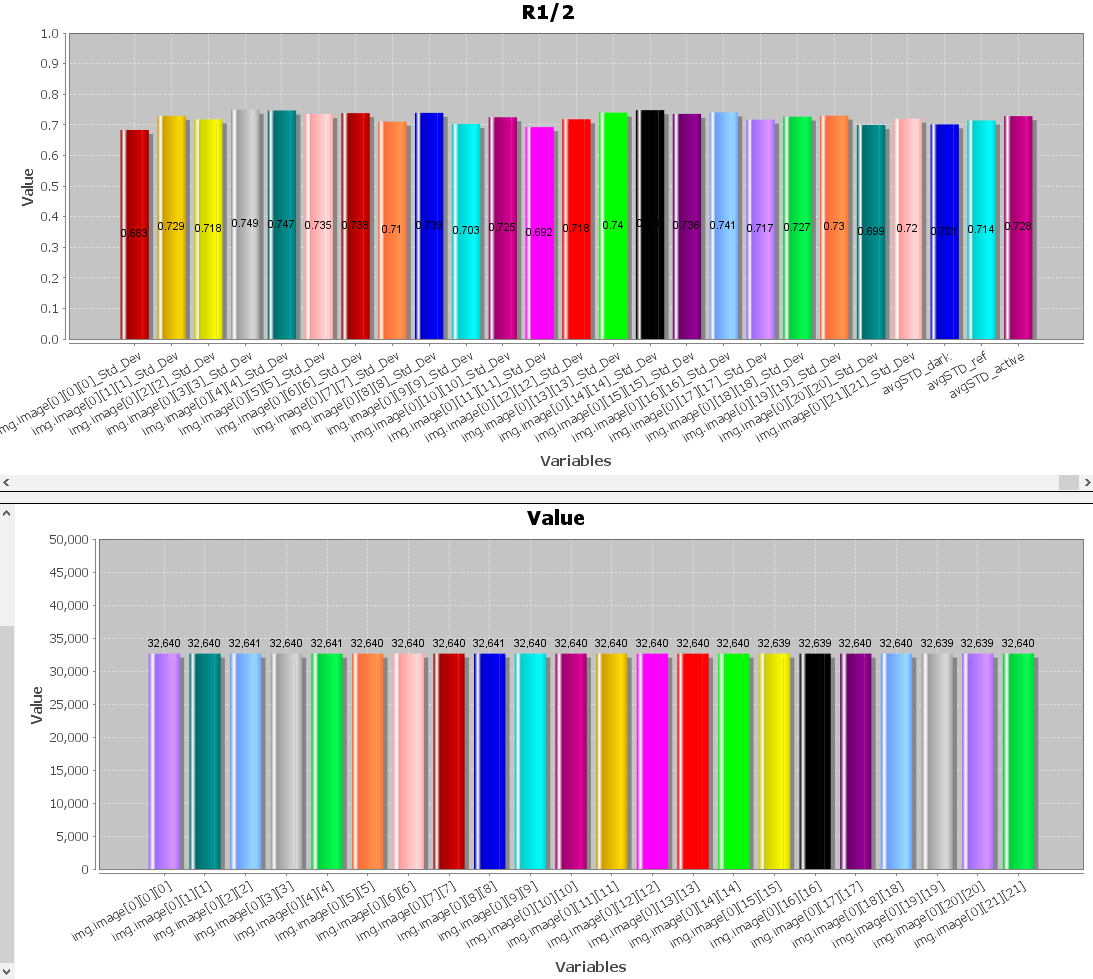 R1/2
1.0
0.9
0.8
0.7
0.6
0.5
0.4
0.3
0.2
0.1
0.0
Value
0.683 0.729 0.718 0.749 0.747 0.735 0.738 0.71 0.739 0.703 0.725 0.692 0.718 0.74 0.736 0.741 0.717 0.727 0.73 0.699 0.72 0.701 0.714 0.728
img.image[0][0]_Std_Dev
img.image[0][1][1]_Std_Dev
img.image[0][2][2]_Std_Dev
img.image[0][3][3]_Std_Dev
img.image[0][4][4]_Std_Dev
img.image[0][5][5]_Std_Dev
img.image[0][6][6]_Std_Dev
img.image[0][7][7]_Std_Dev
img.image[0][8][8]_Std_Dev
img.image[0][9][9]_Std_Dev
img.image[0][10][10]_Std_Dev
img.image[0][11][11]_Std_Dev
img.image[0][12][12]_Std_Dev
img.image[0][13][13]_Std_Dev
img.image[0][14][14]_Std_Dev
img.image[0][15][15]_Std_Dev
img.image[0][16][16]_Std_Dev
img.image[0][17][17]_Std_Dev
img.image[0][18][18]_Std_Dev
img.image[0][19][19]_Std_Dev
img.image[0][20][20]_Std_Dev
img.image[0][21][21]_Std_Dev
avgSTD_dark
avgSTD_ref
avgSTD_active
Variables
Value
50,000
45,000
40,000
35,000
30,000
25,000
20,000
15,000
10,000
5,000
0
Value
32,640 32,640 32,641 32,640 32,641 32,640 32,640 32,640 32,641 32,640 32,640 32,640 32,640 32,640 32,640 32,639 32,639 32,640 32,640 32,639 32,639 32,640
img.image[0][0][0]
img.image[0][1][1]
img.image[0][2][2]
img.image[0][3][3]
img.image[0][4][4]
img.image[0][5][5]
img.image[0][6][6]
img.image[0][7][7]
img.image[0][8][8]
img.image[0][9][9]
img.image[0][10][10]
img.image[0][11][11]
img.image[0][12][12]
img.image[0][13][13]
img.image[0][14][14]
img.image[0][15][15]
img.image[0][16][16]
img.image[0][17][17]
img.image[0][18][18]
img.image[0][19][19]
img.image[0][20][20]
img.image[0][21][21]
Variables